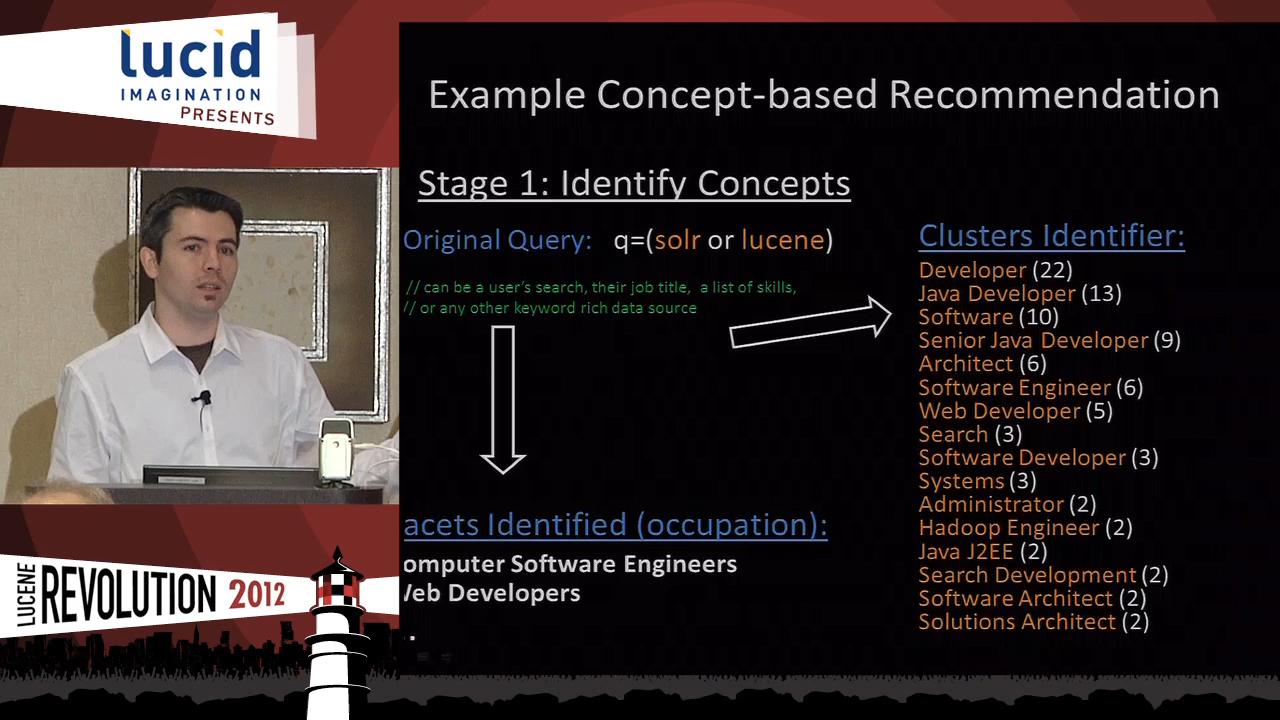 lucid
IMAGINATION
PRESENTS
Example Concept-based Recommendation
Stage 1: Identify Concepts
Original Query: q=(solr or lucene)
// can be a user's search, their job title, a list of skills,
// or any other keyword rich data source
Clusters Identifier:
Developer (22)
Java Developer (13)
Software (10)
Senior Java Developer (9)
Architect (6)
Software Engineer (6)
Web Developer (5)
Search (3)
Software Developer (3)
Systems (3)
Administrator (2)
Hadoop Engineer (2)
Java J2EE (2)
Search Development (2)
Software Architect (2)
Solutions Architect (2)
acets Identified (occupation):
omputer Software Engineers
Web Developers
..
LUCENE
REVOLUTION 2012